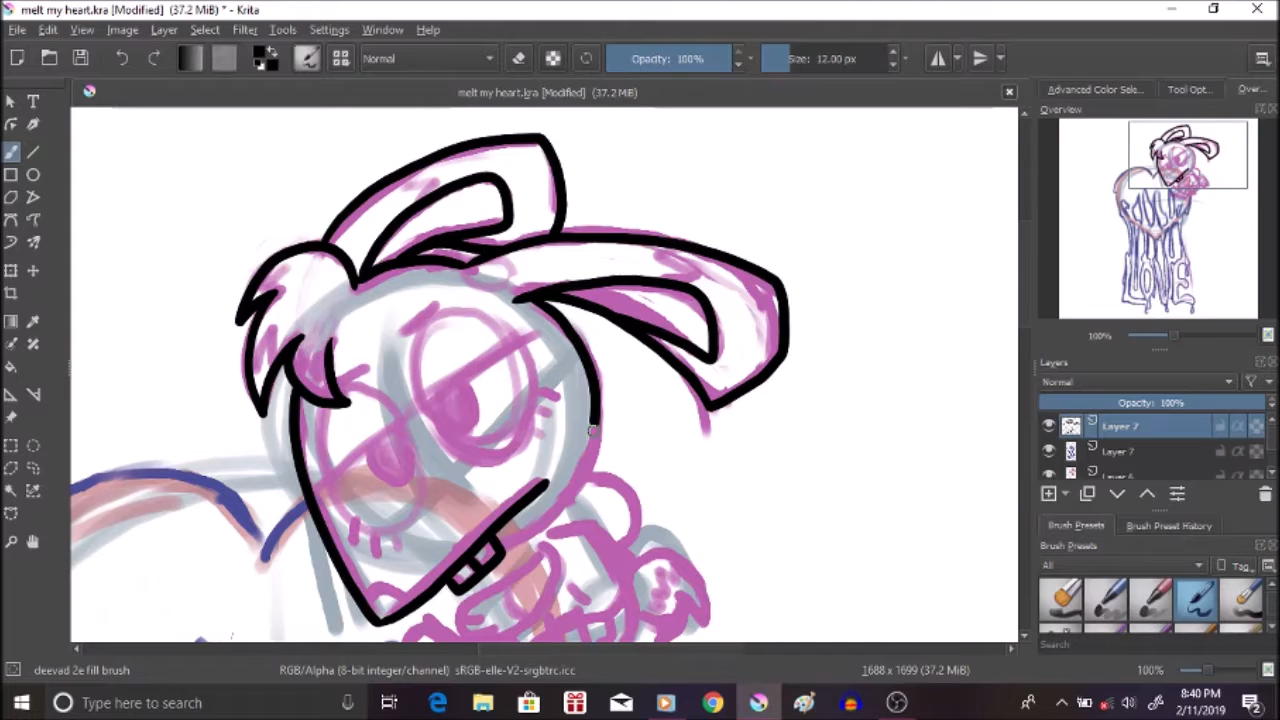 melt my heart.kra [Modified] (37.2 MiB) * - Krita
File Edit View Image Layer Select Filter Tools Settings Window Help
Normal Opacity: 100% Size: 12.00 px
melt my heart.kra [Modified] (37.2 MiB)
Advanced Color Sele... Tool Opt... Over...
Overview
100%
Layers
Normal
Opacity: 100%
Layer 7
Layer 7
Brush Presets Brush Preset History
Brush Presets
All Tag
Search
deevad 2e fill brush RGB/Alpha (8-bit integer/channel) sRGB-elle-V2-srgbtrc.icc 1688 x 1699 (37.2 MiB) 100%
Type here to search
8:40 PM
2/11/2019